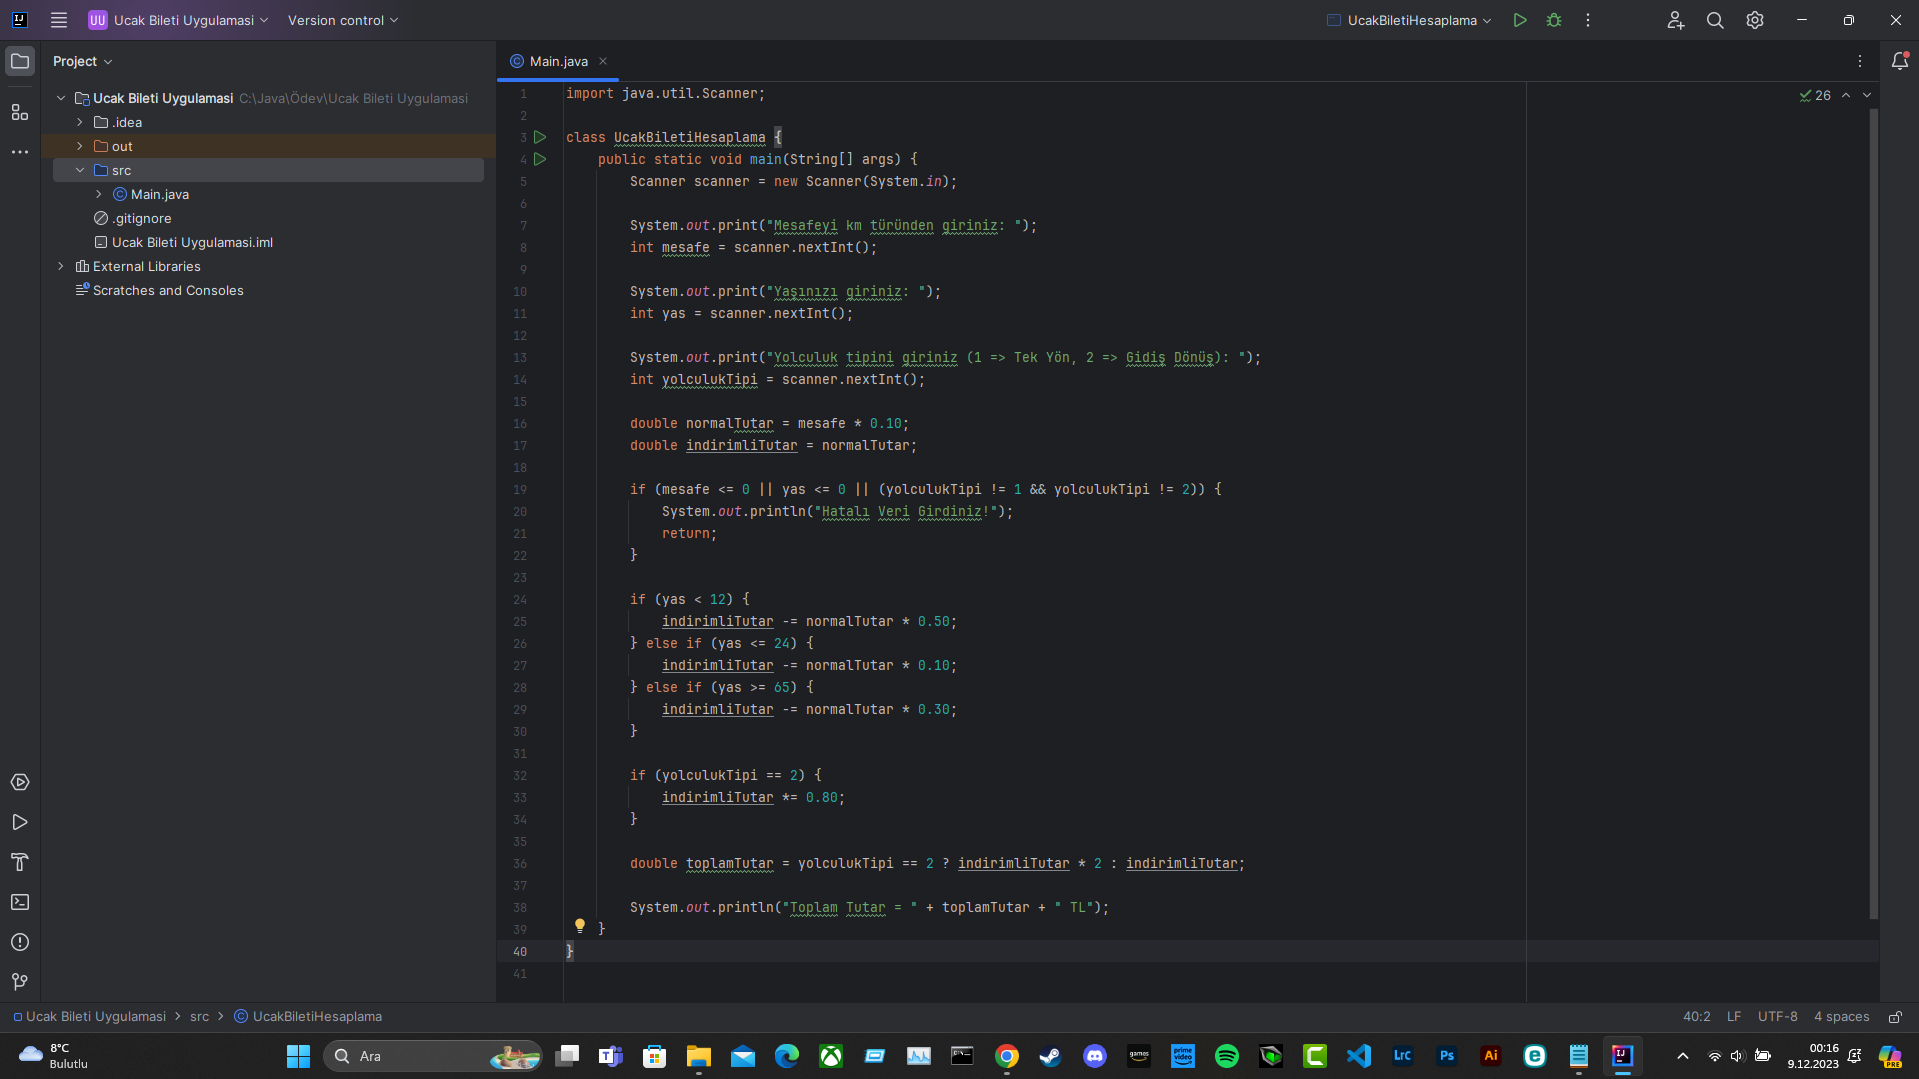 UU Ucak Bileti Uygulamasi Version control UcakBiletiHesaplama
Project
Ucak Bileti Uygulamasi C:\Java\Ödev\Ucak Bileti Uygulamasi
.idea
out
src
Main.java
.gitignore
Ucak Bileti Uygulamasi.iml
External Libraries
Scratches and Consoles
Main.java
26
1 import java.util.Scanner;
2
3 class UcakBiletiHesaplama {
4 public static void main(String[] args) {
5 Scanner scanner = new Scanner(System.in);
6
7 System.out.print("Mesafeyi km türünden giriniz: ");
8 int mesafe = scanner.nextInt();
9
10 System.out.print("Yaşınızı giriniz: ");
11 int yas = scanner.nextInt();
12
13 System.out.print("Yolculuk tipini giriniz (1 => Tek Yön, 2 => Gidiş Dönüş): ");
14 int yolculukTipi = scanner.nextInt();
15
16 double normalTutar = mesafe * 0.10;
17 double indirimliTutar = normalTutar;
18
19 if (mesafe <= 0 || yas <= 0 || (yolculukTipi != 1 && yolculukTipi != 2)) {
20 System.out.println("Hatalı Veri Girdiniz!");
21 return;
22 }
23
24 if (yas < 12) {
25 indirimliTutar -= normalTutar * 0.50;
26 } else if (yas <= 24) {
27 indirimliTutar -= normalTutar * 0.10;
28 } else if (yas >= 65) {
29 indirimliTutar -= normalTutar * 0.30;
30 }
31
32 if (yolculukTipi == 2) {
33 indirimliTutar *= 0.80;
34 }
35
36 double toplamTutar = yolculukTipi == 2 ? indirimliTutar * 2 : indirimliTutar;
37
38 System.out.println("Toplam Tutar = " + toplamTutar + " TL");
39 }
40 }
41
Ucak Bileti Uygulamasi > src > UcakBiletiHesaplama 40:2 LF UTF-8 4 spaces
8°C
Bulutlu
Ara
amazon games
prime video
Lrc
Ps
Ai
00:16
9.12.2023
PRE